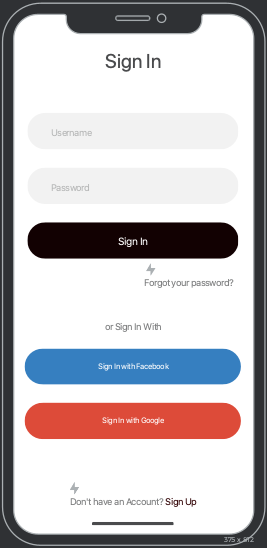 Sign In
Username
Password
Sign In
Forgot your password?
or Sign In With
Sign In with Facebook
Sign In with Google
Don't have an Account? Sign Up
375 x 812